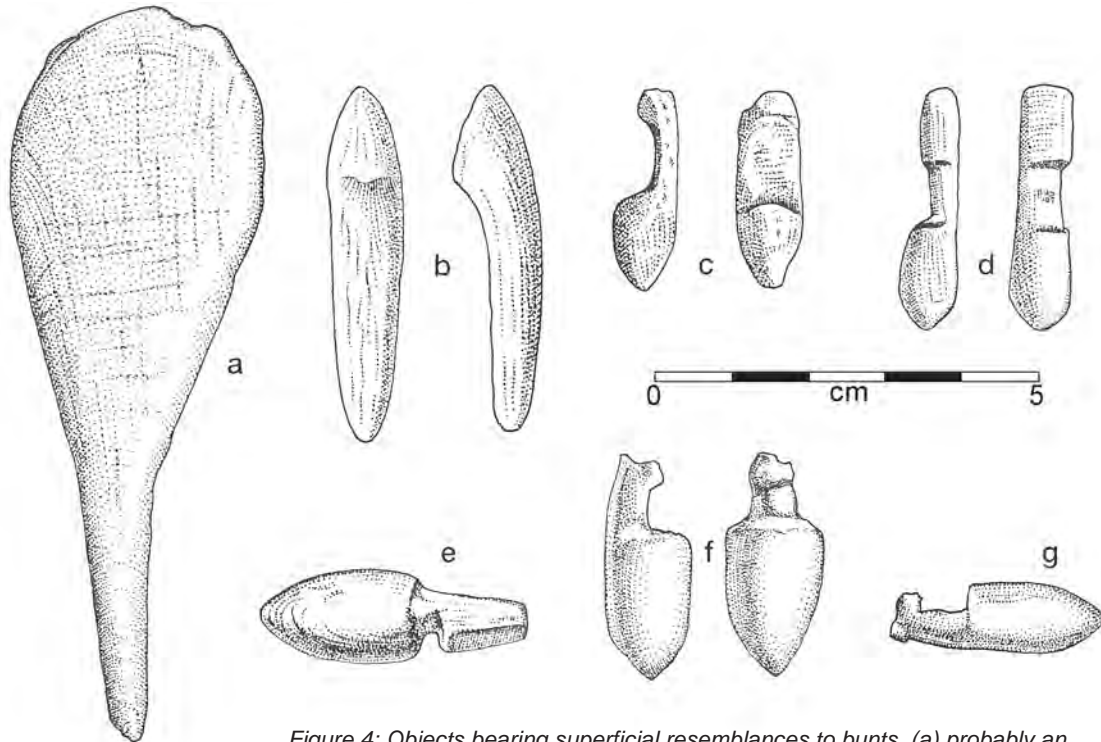 b
c
d
a
0 cm 5
e
f
g
Figure 4: Objects bearing superficial resemblances to bunts. (a) probably an